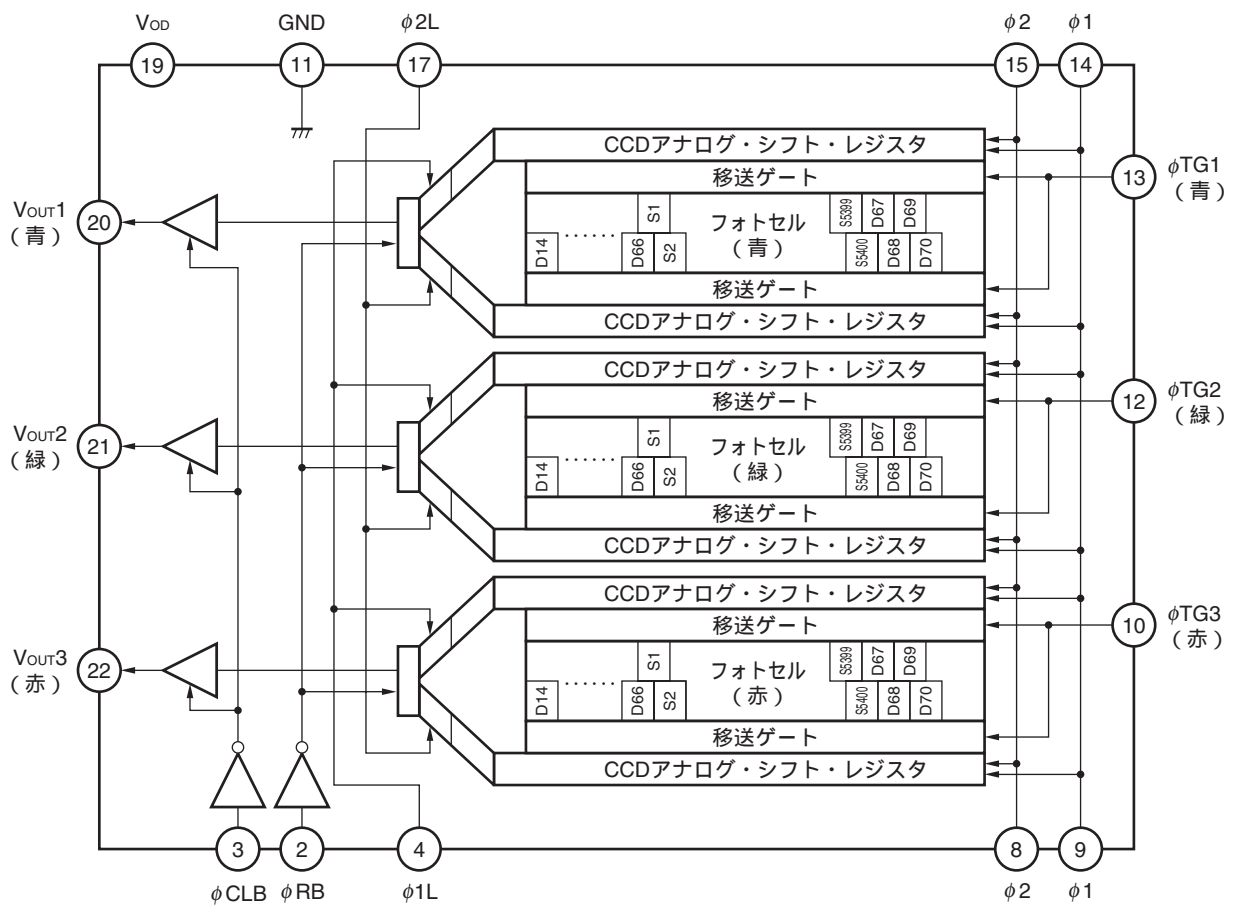 VOD
GND
φ2L
φ2
φ1
19
11
17
15
14
CCDアナログ・シフト・レジスタ
移送ゲート
13
φTG1
(青)
VOUT1
(青)
20
S1
フォトセル
(青)
S5399
D67
D69
D14
......
D66
S2
S5400
D68
D70
移送ゲート
CCDアナログ・シフト・レジスタ
CCDアナログ・シフト・レジスタ
移送ゲート
12
φTG2
(緑)
VOUT2
(緑)
21
S1
フォトセル
(緑)
S5399
D67
D69
D14
......
D66
S2
S5400
D68
D70
移送ゲート
CCDアナログ・シフト・レジスタ
CCDアナログ・シフト・レジスタ
移送ゲート
10
φTG3
(赤)
VOUT3
(赤)
22
S1
フォトセル
(赤)
S5399
D67
D69
D14
......
D66
S2
S5400
D68
D70
移送ゲート
CCDアナログ・シフト・レジスタ
3
2
4
8
9
φCLB
φRB
φ1L
φ2
φ1